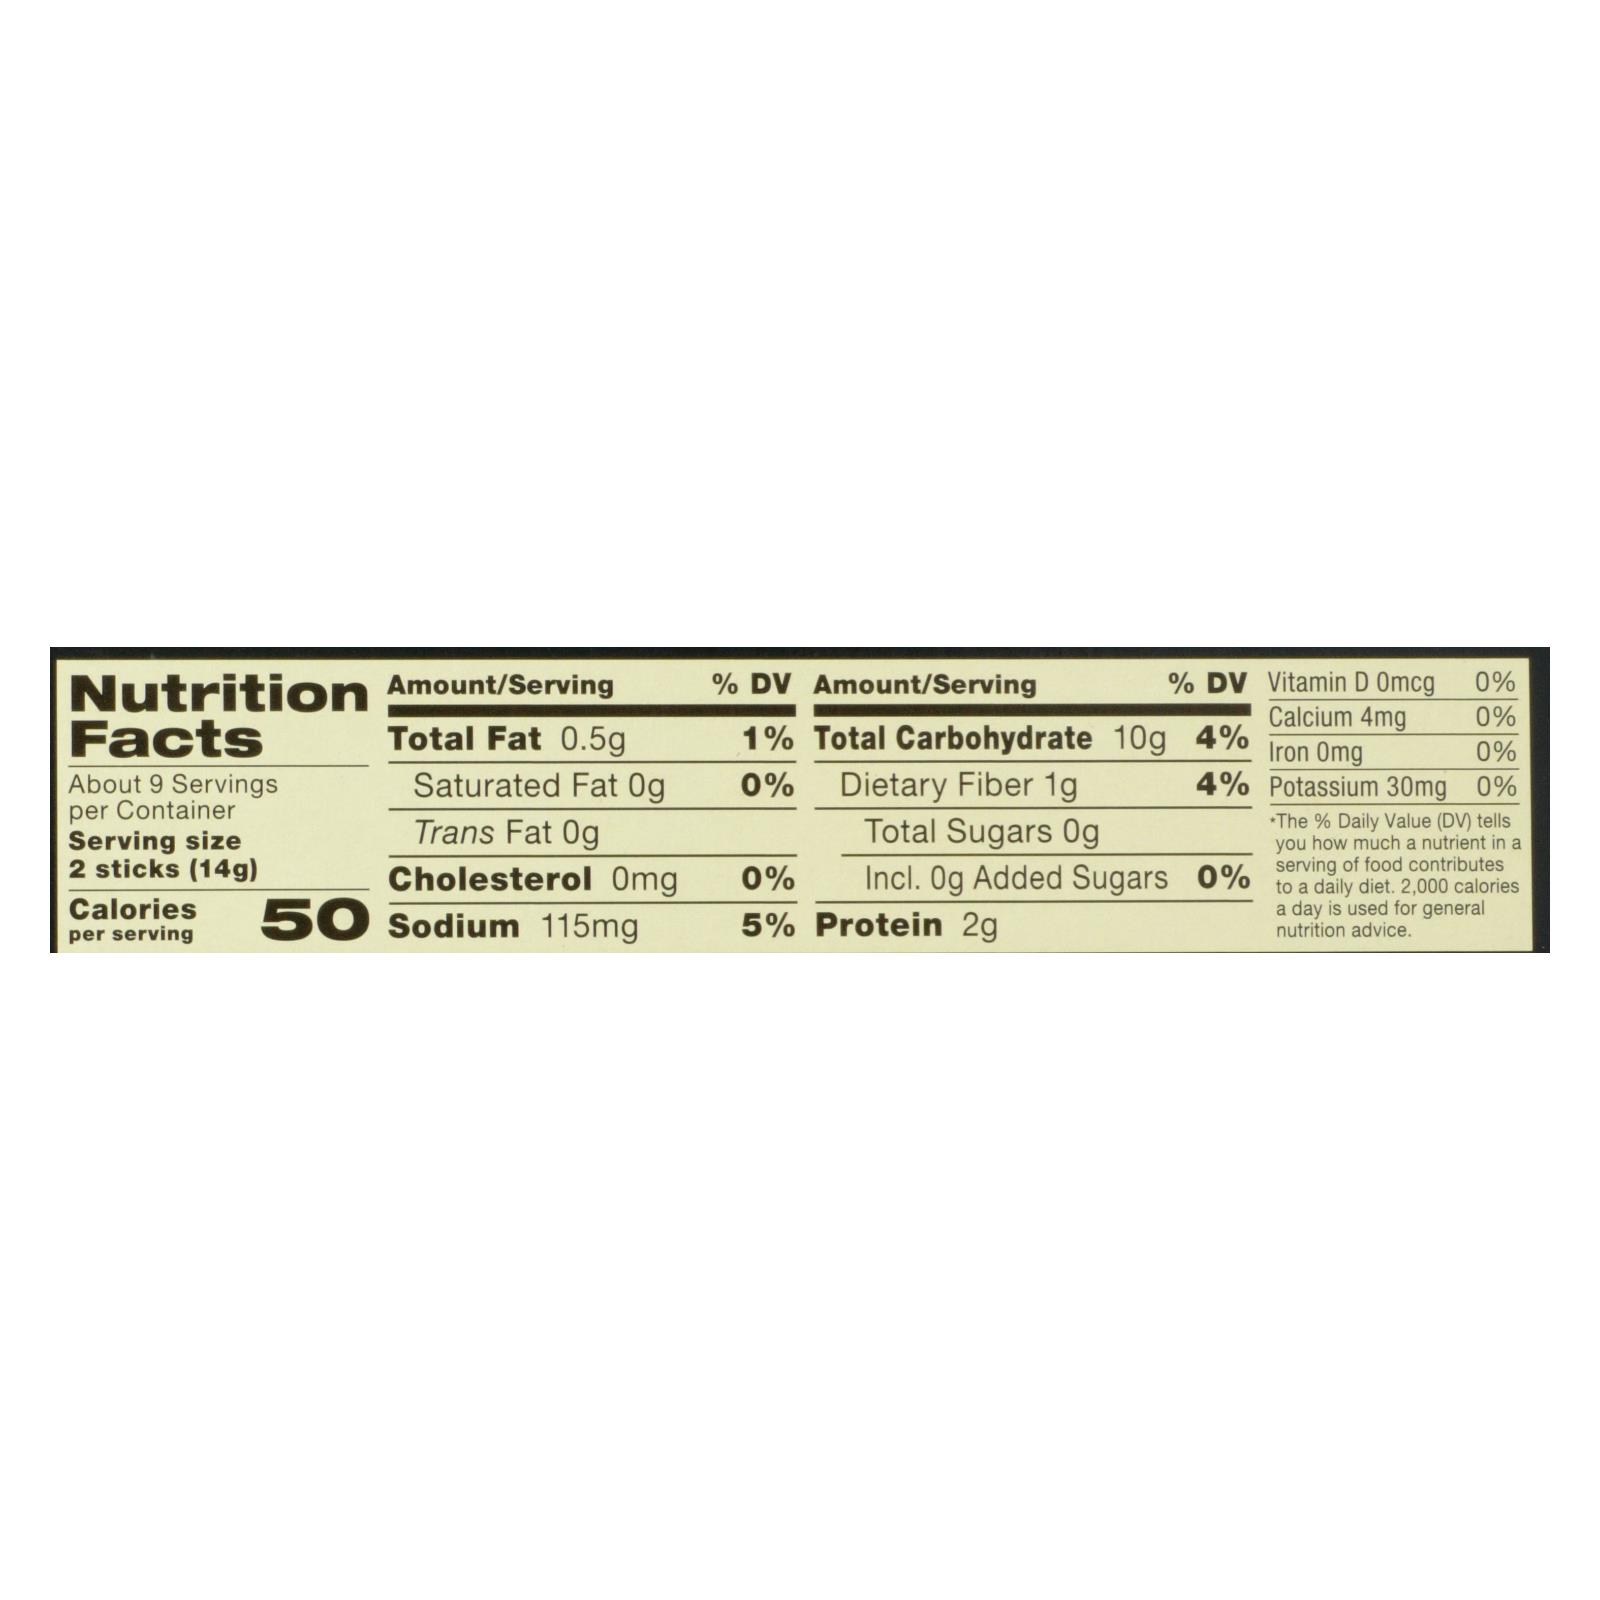 Nutrition
Facts
About 9 Servings
per Container
Serving size
2 sticks (14g)
Calories
per serving
50
Amount/Serving % DV
Total Fat 0.5g 1%
Saturated Fat 0g 0%
Trans Fat 0g
Cholesterol 0mg 0%
Sodium 115mg 5%
Amount/Serving % DV
Total Carbohydrate 10g 4%
Dietary Fiber 1g 4%
Total Sugars 0g
Incl. 0g Added Sugars 0%
Protein 2g
Vitamin D 0mcg 0%
Calcium 4mg 0%
Iron 0mg 0%
Potassium 30mg 0%
*The % Daily Value (DV) tells
you how much a nutrient in a
serving of food contributes
to a daily diet. 2,000 calories
a day is used for general
nutrition advice.